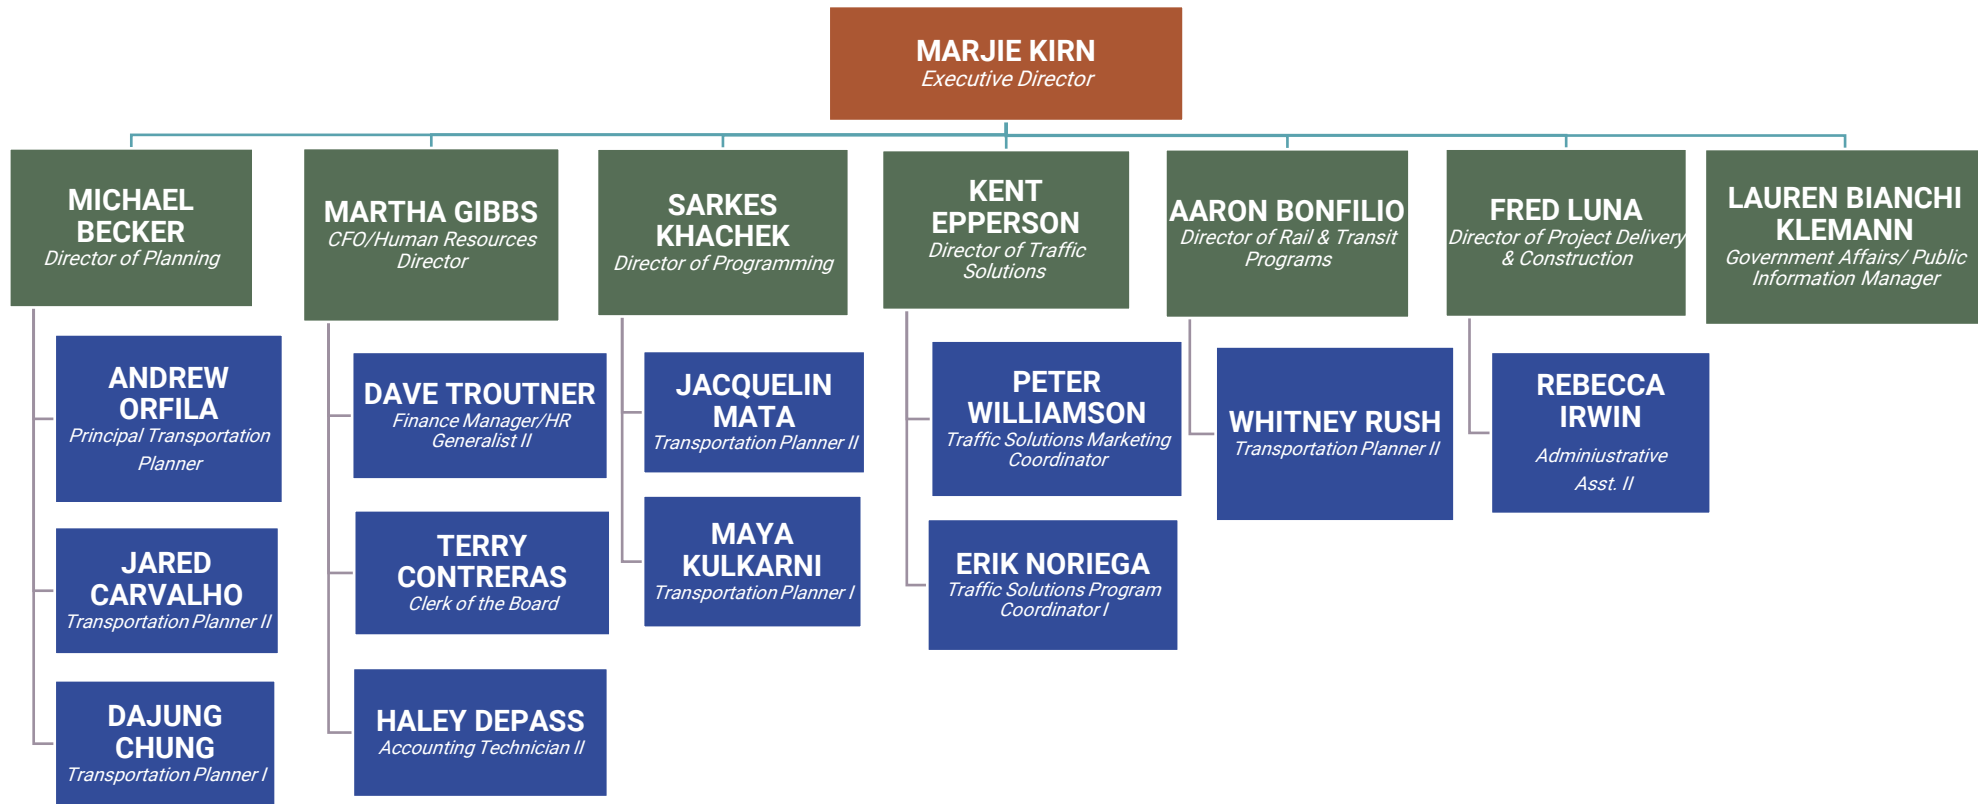 MARJIE KIRN
Executive Director
MICHAEL
BECKER
Director of Planning
MARTHA GIBBS
CFO/Human Resources
Director
SARKES
KHACHEK
Director of Programming
KENT
EPPERSON
Director of Traffic
Solutions
AARON BONFILIO
Director of Rail & Transit
Programs
FRED LUNA
Director of Project Delivery
& Construction
LAUREN BIANCHI
KLEMANN
Government Affairs/ Public
Information Manager
ANDREW
ORFILA
Principal Transportation
Planner
JARED
CARVALHO
Transportation Planner II
DAJUNG
CHUNG
Transportation Planner I
DAVE TROUTNER
Finance Manager/HR
Generalist II
TERRY
CONTRERAS
Clerk of the Board
HALEY DEPASS
Accounting Technician II
JACQUELIN
MATA
Transportation Planner II
MAYA
KULKARNI
Transportation Planner I
PETER
WILLIAMSON
Traffic Solutions Marketing
Coordinator
ERIK NORIEGA
Traffic Solutions Program
Coordinator I
WHITNEY RUSH
Transportation Planner II
REBECCA
IRWIN
Adminiustrative
Asst. II